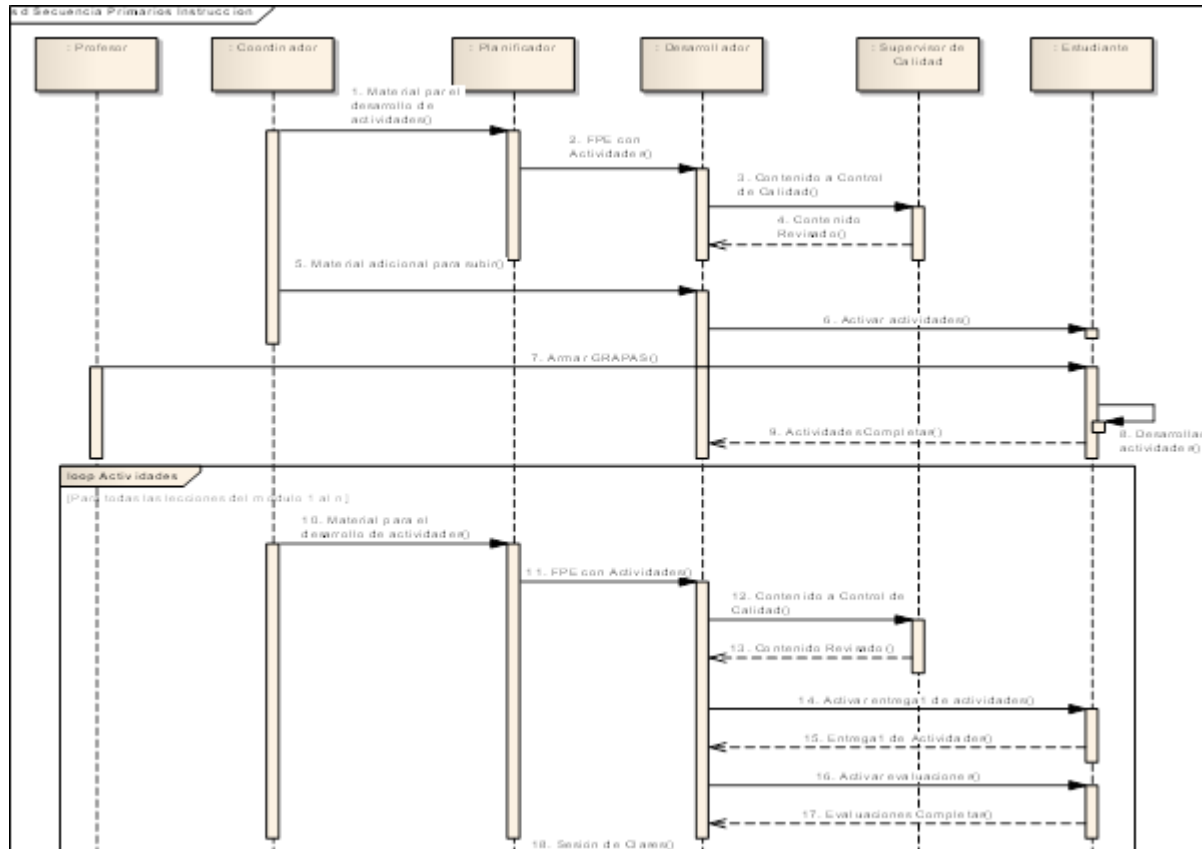 sd Secuencia Primarios Instruccion
: Profesor
: Coordinador
: Planificador
: Desarrollador
: Supervisor de
Calidad
: Estudiante
1. Material par el
desarrollo de
actividades()
2. FPE con
Actividades()
3. Contenido a Control
de Calidad()
4. Contenido
Revisado()
5. Material adicional para subir()
6. Activar actividades()
7. Armar GRAPAS()
8. Desarrollar
actividades()
9. ActividadesCompletas()
loop Actividades
[Para todas las lecciones del modulo 1 al n]
10. Material para el
desarrollo de actividades()
11. FPE con Actividades()
12. Contenido a Control de
Calidad()
13. Contenido Revisado()
14. Activar entrega1 de actividades()
15. Entrega1 de Actividades()
16. Activar evaluaciones()
17. Evaluaciones Completas()
18. Sesión de Clases()